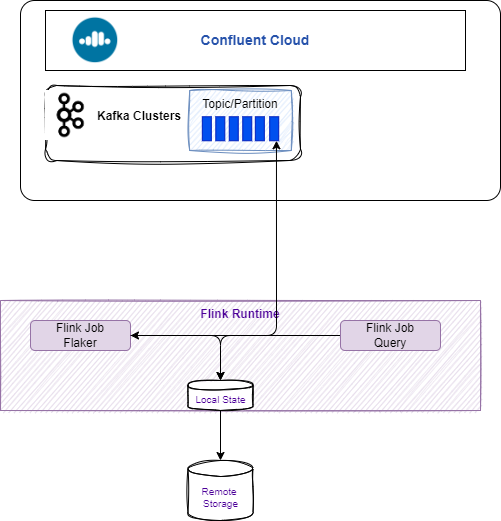 Confluent Cloud
Kafka Clusters
Topic/Partition
Flink Runtime
Flink Job
Flaker
Flink Job
Query
Local State
Remote
Storage